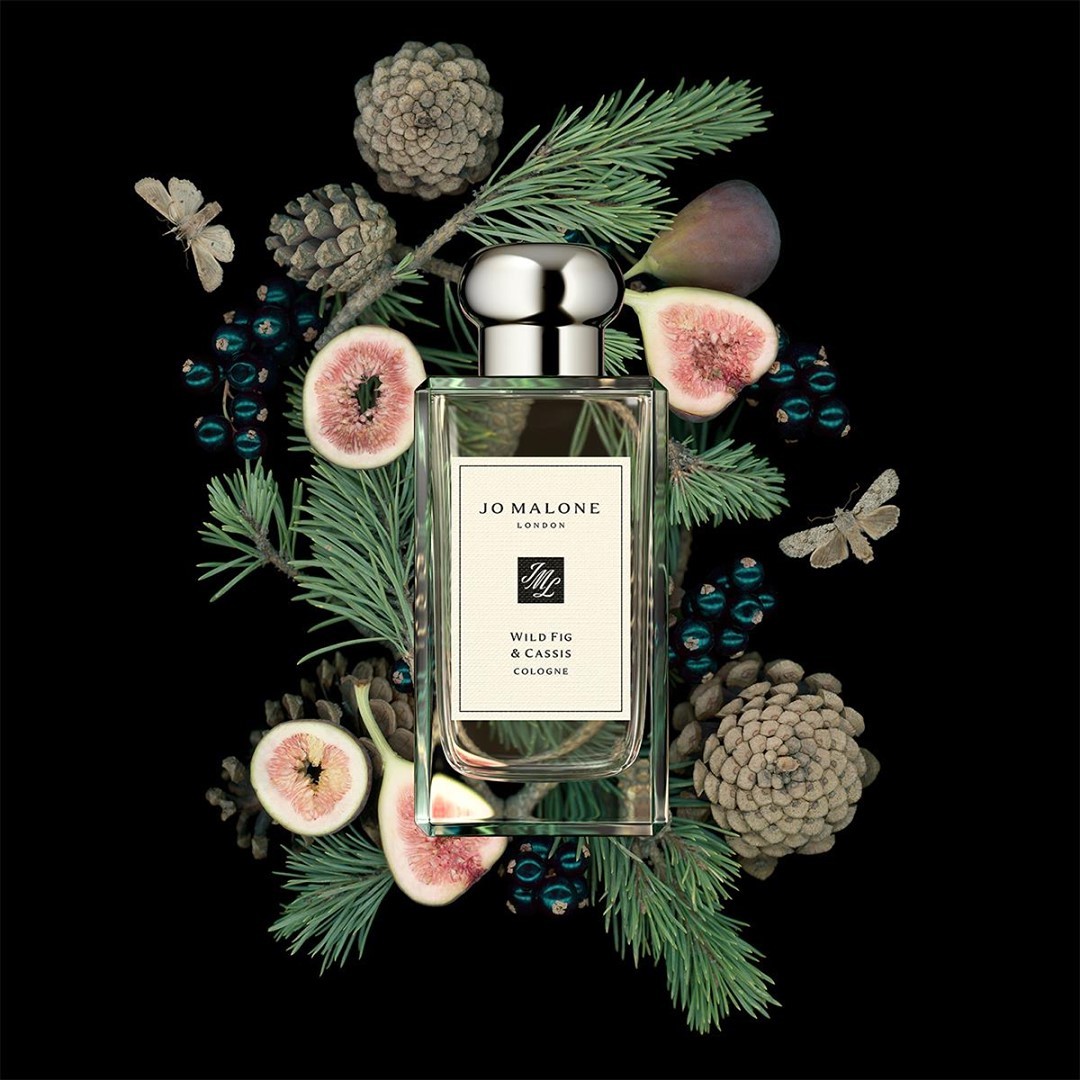 JO MALONE
LONDON
JML
WILD FIG
& CASSIS
COLOGNE